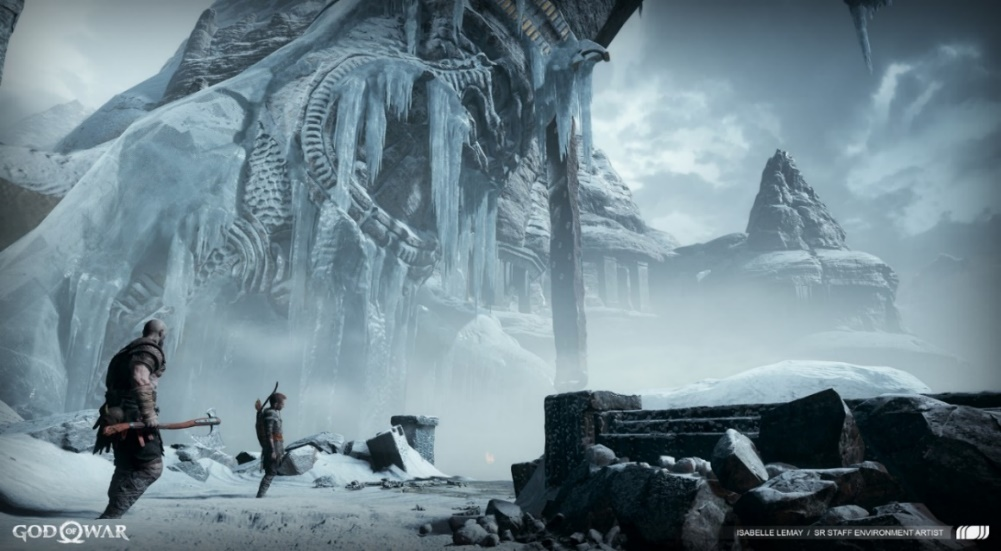 GOD OF WAR
ISABELLE LEMAY / SR STAFF ENVIRONMENT ARTIST